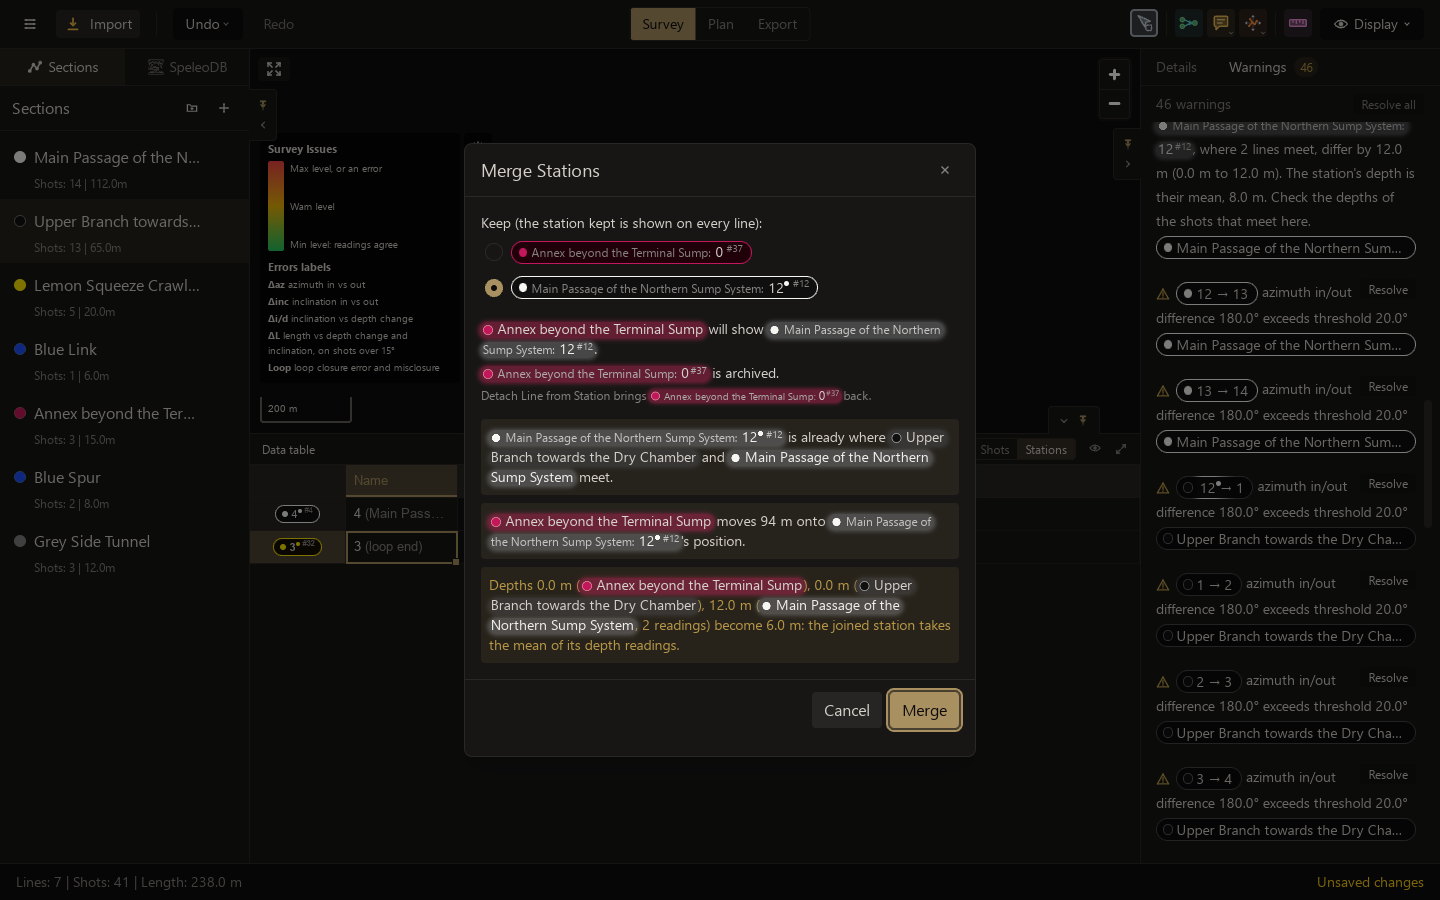 Import
Undo
Redo
Survey
Plan
Export
Display
Sections
SpeleoDB
Sections
Main Passage of the N...
Shots: 14 | 112.0m
Upper Branch towards...
Shots: 13 | 65.0m
Lemon Squeeze Crawl...
Shots: 5 | 20.0m
Blue Link
Shots: 1 | 6.0m
Annex beyond the Ter...
Shots: 3 | 15.0m
Blue Spur
Shots: 2 | 8.0m
Grey Side Tunnel
Shots: 3 | 12.0m
Survey Issues
Max level, or an error
Warn level
Min level: readings agree
Errors labels
Δaz azimuth in vs out
Δinc inclination in vs out
Δi/d inclination vs depth change
ΔL length vs depth change and
inclination, on shots over 15°
Loop loop closure error and misclosure
200 m
Data table
Shots
Stations
Name
4 #4
4 (Main Pass...
3 #32
3 (loop end)
Merge Stations
×
Keep (the station kept is shown on every line):
Annex beyond the Terminal Sump: 0 #37
Main Passage of the Northern Sump System: 12 #12
Annex beyond the Terminal Sump will show Main Passage of the Northern
Sump System: 12 #12.
Annex beyond the Terminal Sump: 0 #37 is archived.
Detach Line from Station brings Annex beyond the Terminal Sump: 0 #37 back.
Main Passage of the Northern Sump System: 12 #12 is already where Upper
Branch towards the Dry Chamber and Main Passage of the Northern
Sump System meet.
Annex beyond the Terminal Sump moves 94 m onto Main Passage of
the Northern Sump System: 12 #12's position.
Depths 0.0 m (Annex beyond the Terminal Sump), 0.0 m (Upper
Branch towards the Dry Chamber), 12.0 m (Main Passage of the
Northern Sump System, 2 readings) become 6.0 m: the joined station takes
the mean of its depth readings.
Cancel
Merge
Details
Warnings 46
46 warnings
Resolve all
Main Passage of the Northern Sump System:
12 #12, where 2 lines meet, differ by 12.0
m (0.0 m to 12.0 m). The station's depth is
their mean, 8.0 m. Check the depths of
the shots that meet here.
Main Passage of the Northern Sum...
12 → 13 azimuth in/out Resolve
difference 180.0° exceeds threshold 20.0°
Main Passage of the Northern Sum...
13 → 14 azimuth in/out Resolve
difference 180.0° exceeds threshold 20.0°
Main Passage of the Northern Sum...
12 → 1 azimuth in/out Resolve
difference 180.0° exceeds threshold 20.0°
Upper Branch towards the Dry Cha...
1 → 2 azimuth in/out Resolve
difference 180.0° exceeds threshold 20.0°
Upper Branch towards the Dry Cha...
2 → 3 azimuth in/out Resolve
difference 180.0° exceeds threshold 20.0°
Upper Branch towards the Dry Cha...
3 → 4 azimuth in/out Resolve
difference 180.0° exceeds threshold 20.0°
Upper Branch towards the Dry Cha...
Lines: 7 | Shots: 41 | Length: 238.0 m
Unsaved changes